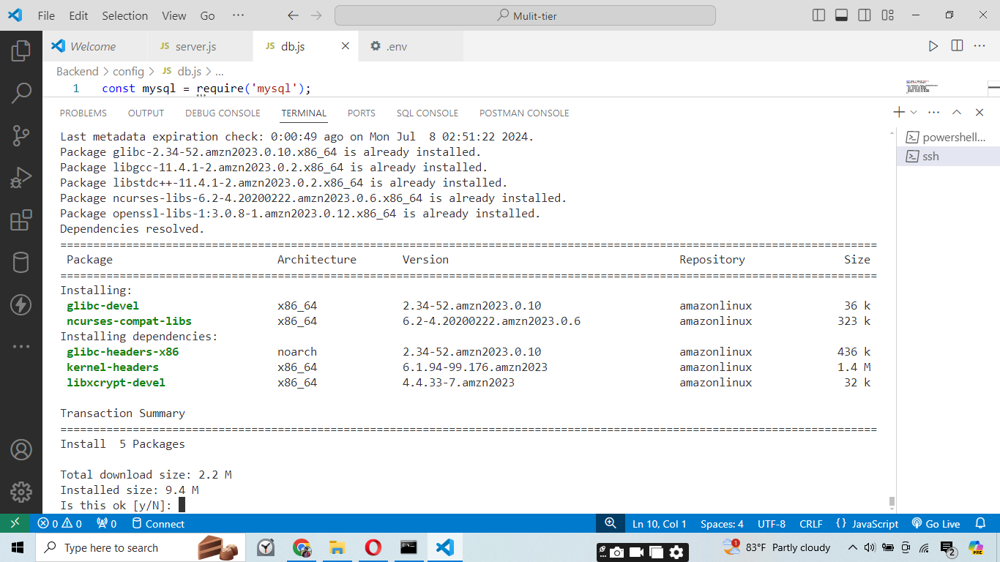 File Edit Selection View Go ··· Mulit-tier
Welcome JS server.js JS db.js .env
Backend > config > JS db.js > ...
1 const mysql = require('mysql');
PROBLEMS OUTPUT DEBUG CONSOLE TERMINAL PORTS SQL CONSOLE POSTMAN CONSOLE
powershell...
ssh
Last metadata expiration check: 0:00:49 ago on Mon Jul  8 02:51:22 2024.
Package glibc-2.34-52.amzn2023.0.10.x86_64 is already installed.
Package libgcc-11.4.1-2.amzn2023.0.2.x86_64 is already installed.
Package libstdc++-11.4.1-2.amzn2023.0.2.x86_64 is already installed.
Package ncurses-libs-6.2-4.20200222.amzn2023.0.6.x86_64 is already installed.
Package openssl-libs-1:3.0.8-1.amzn2023.0.12.x86_64 is already installed.
Dependencies resolved.
Package Architecture Version Repository Size
Installing:
glibc-devel x86_64 2.34-52.amzn2023.0.10 amazonlinux 36 k
ncurses-compat-libs x86_64 6.2-4.20200222.amzn2023.0.6 amazonlinux 323 k
Installing dependencies:
glibc-headers-x86 noarch 2.34-52.amzn2023.0.10 amazonlinux 436 k
kernel-headers x86_64 6.1.94-99.176.amzn2023 amazonlinux 1.4 M
libxcrypt-devel x86_64 4.4.33-7.amzn2023 amazonlinux 32 k
Transaction Summary
Install  5 Packages
Total download size: 2.2 M
Installed size: 9.4 M
Is this ok [y/N]:
0 0 0 Connect Ln 10, Col 1 Spaces: 4 UTF-8 CRLF {} JavaScript Go Live
Type here to search 1 83°F Partly cloudy 2 PRE